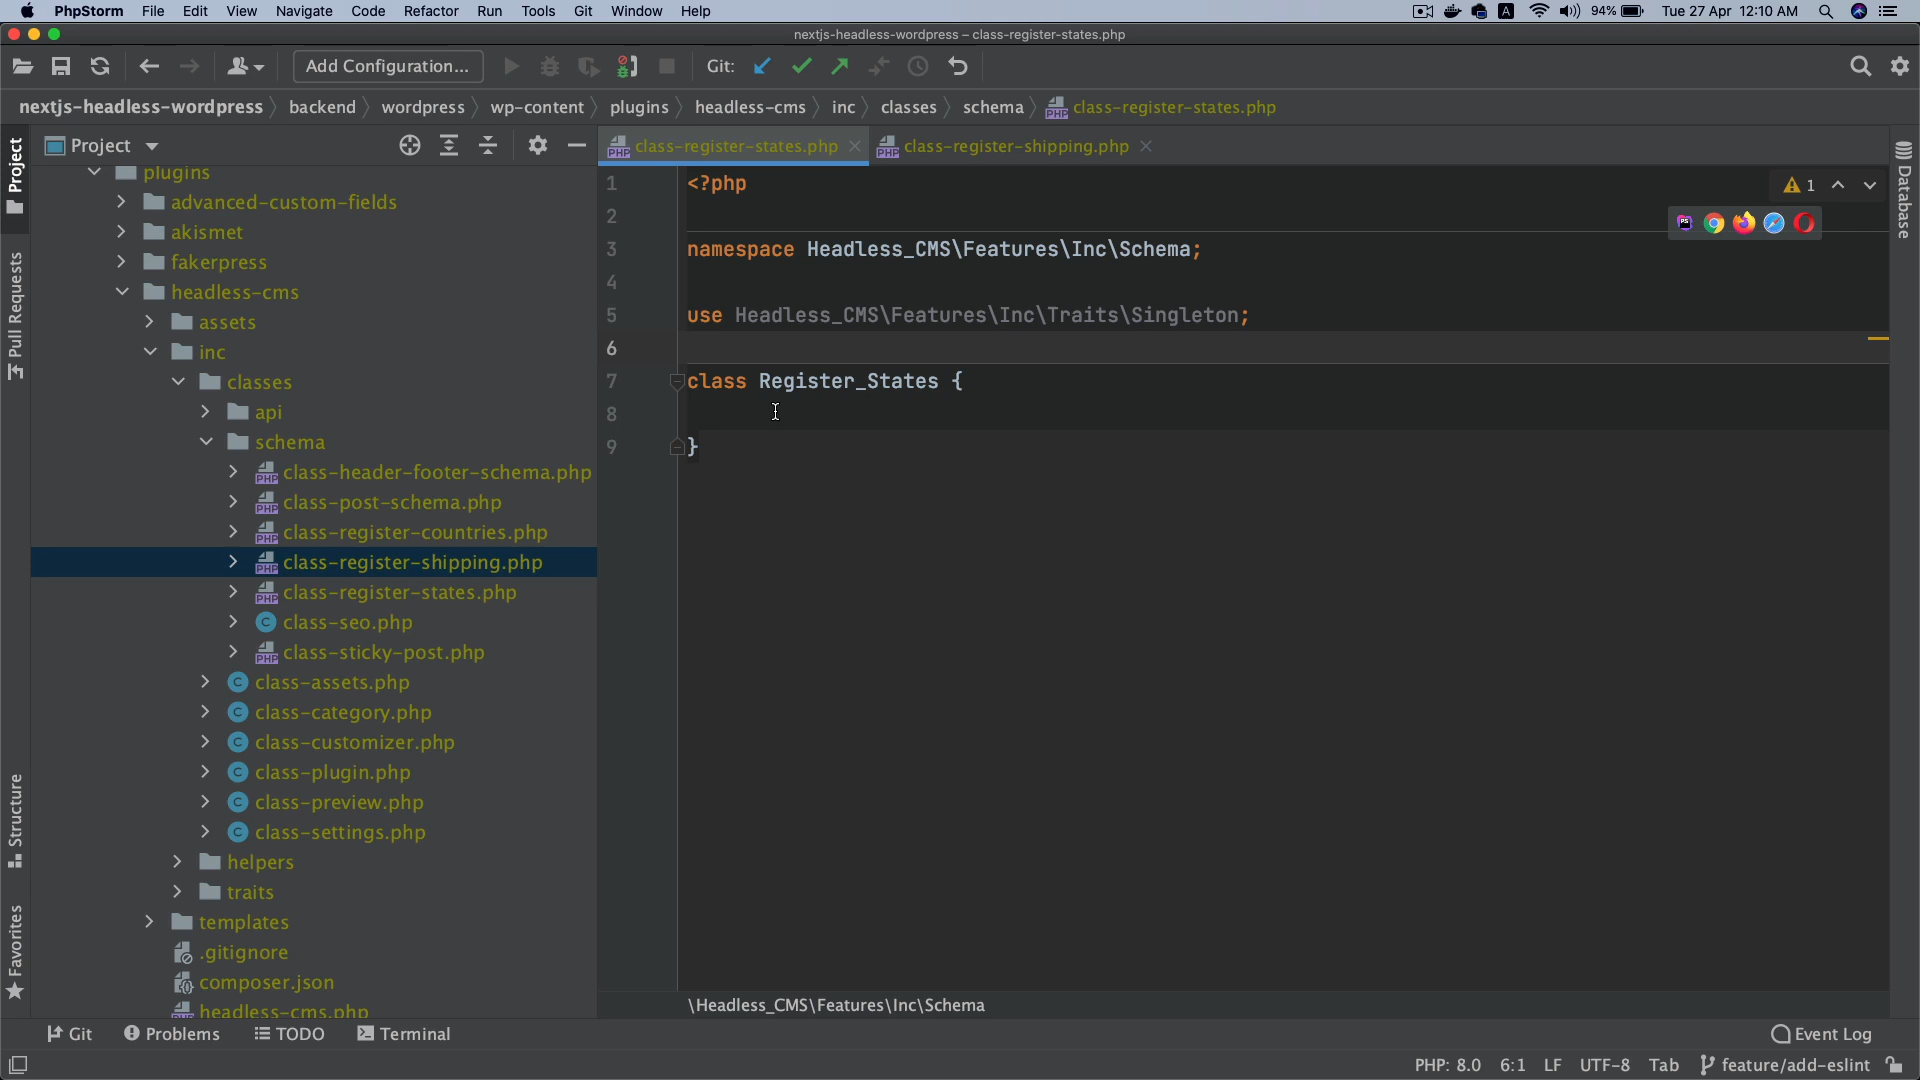 PhpStorm File Edit View Navigate Code Refactor Run Tools Git Window Help A 94% Tue 27 Apr 12:10 AM
nextjs-headless-wordpress – class-register-states.php
Add Configuration... Git:
nextjs-headless-wordpress backend wordpress wp-content plugins headless-cms inc classes schema class-register-states.php
Project
class-register-states.php class-register-shipping.php
plugins
advanced-custom-fields
akismet
fakerpress
headless-cms
assets
inc
classes
api
schema
class-header-footer-schema.php
class-post-schema.php
class-register-countries.php
class-register-shipping.php
class-register-states.php
class-seo.php
class-sticky-post.php
class-assets.php
class-category.php
class-customizer.php
class-plugin.php
class-preview.php
class-settings.php
helpers
traits
templates
.gitignore
composer.json
headless-cms.php
1 <?php
2
3 namespace Headless_CMS\Features\Inc\Schema;
4
5 use Headless_CMS\Features\Inc\Traits\Singleton;
6
7 class Register_States {
8
9 }
1
\Headless_CMS\Features\Inc\Schema
Project
Pull Requests
Structure
Favorites
Database
Git Problems TODO Terminal Event Log
PHP: 8.0 6:1 LF UTF-8 Tab feature/add-eslint